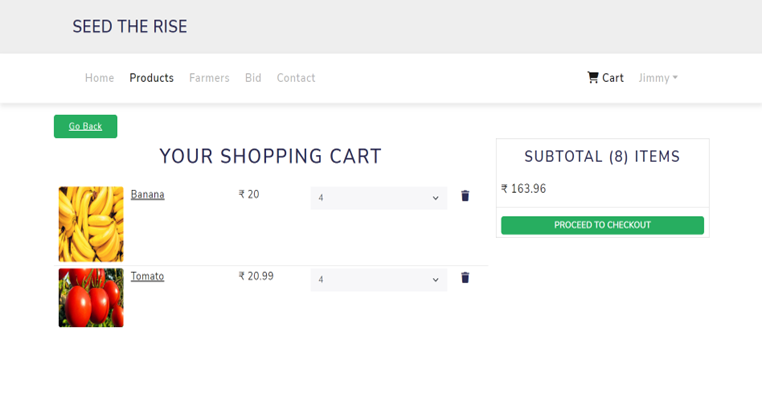 SEED THE RISE
Home Products Farmers Bid Contact Cart Jimmy
Go Back
YOUR SHOPPING CART
Banana ₹ 20 4
Tomato ₹ 20.99 4
SUBTOTAL (8) ITEMS
₹ 163.96
PROCEED TO CHECKOUT